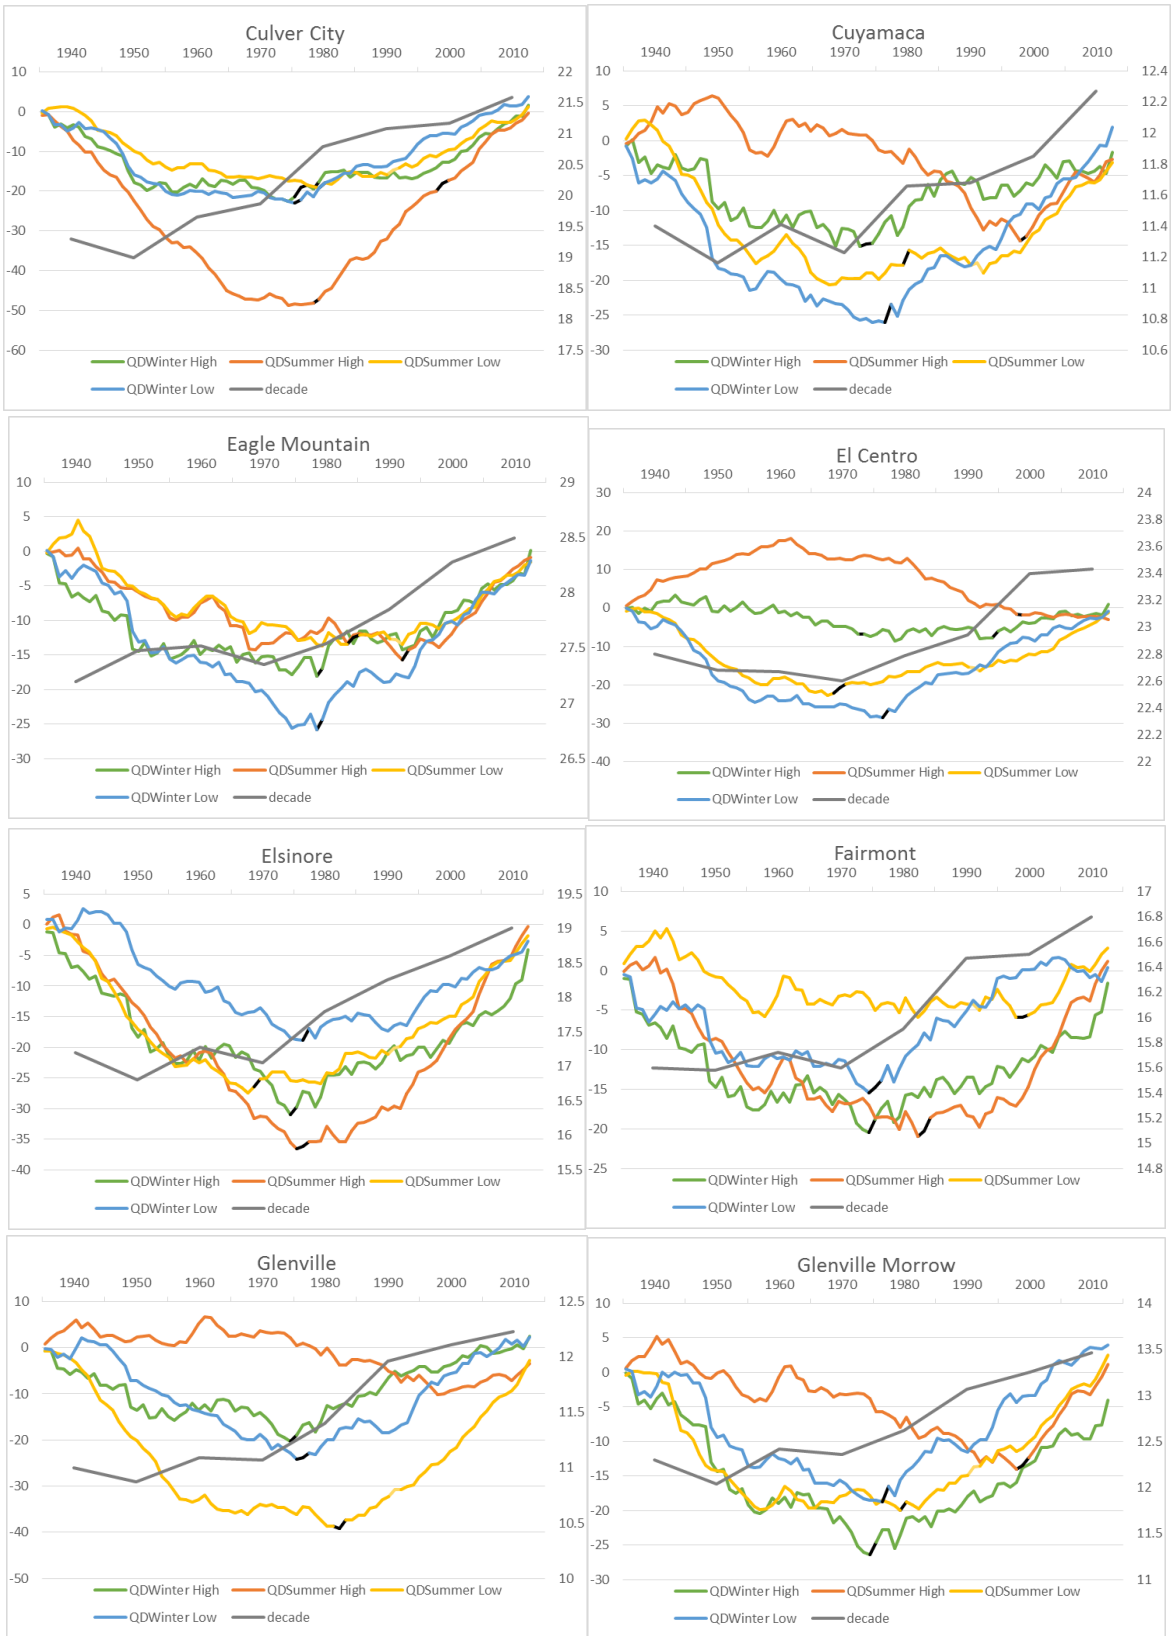 Culver City
1940 1950 1960 1970 1980 1990 2000 2010
10 22
0 21.5
-10 21
-20 20.5
-30 20
-40 19.5
-50 19
-60 18.5
18
17.5
QDWinter High QDSummer High QDSummer Low
QDWinter Low decade
Cuyamaca
1940 1950 1960 1970 1980 1990 2000 2010
10 12.4
5 12.2
0 12
-5 11.8
-10 11.6
-15 11.4
-20 11.2
-25 11
-30 10.8
10.6
QDWinter High QDSummer High QDSummer Low
QDWinter Low decade
Eagle Mountain
1940 1950 1960 1970 1980 1990 2000 2010
10 29
5 28.5
0 28
-5 27.5
-10 27
-15 26.5
-20
-25
-30
QDWinter High QDSummer High QDSummer Low
QDWinter Low decade
El Centro
1940 1950 1960 1970 1980 1990 2000 2010
30 24
20 23.8
10 23.6
0 23.4
-10 23.2
-20 23
-30 22.8
-40 22.6
22.4
22.2
22
QDWinter High QDSummer High QDSummer Low
QDWinter Low decade
Elsinore
1940 1950 1960 1970 1980 1990 2000 2010
5 19.5
0 19
-5 18.5
-10 18
-15 17.5
-20 17
-25 16.5
-30 16
-35 15.5
-40
QDWinter High QDSummer High QDSummer Low
QDWinter Low decade
Fairmont
1940 1950 1960 1970 1980 1990 2000 2010
10 17
5 16.8
0 16.6
-5 16.4
-10 16.2
-15 16
-20 15.8
-25 15.6
15.4
15.2
15
14.8
QDWinter High QDSummer High QDSummer Low
QDWinter Low decade
Glenville
1940 1950 1960 1970 1980 1990 2000 2010
10 12.5
0 12
-10 11.5
-20 11
-30 10.5
-40 10
-50
QDWinter High QDSummer High QDSummer Low
QDWinter Low decade
Glenville Morrow
1940 1950 1960 1970 1980 1990 2000 2010
10 14
5 13.5
0 13
-5 12.5
-10 12
-15 11.5
-20 11
-25
-30
QDWinter High QDSummer High QDSummer Low
QDWinter Low decade